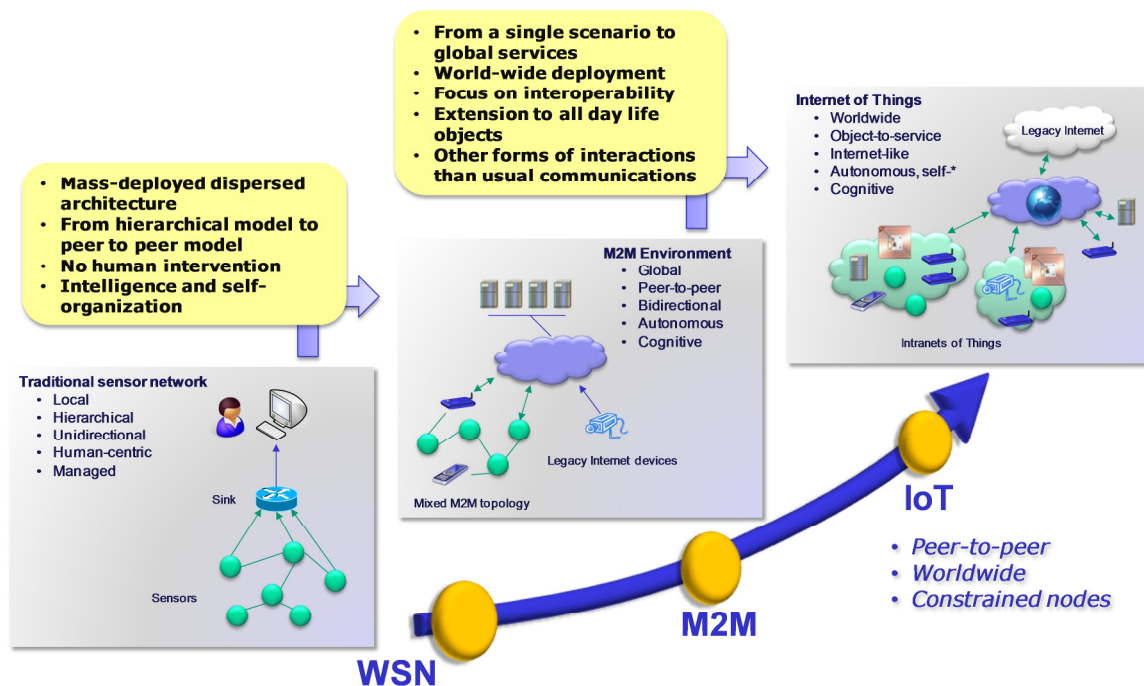 • From a single scenario to
global services
• World-wide deployment
• Focus on interoperability
• Extension to all day life
objects
• Other forms of interactions
than usual communications
• Mass-deployed dispersed
architecture
• From hierarchical model to
peer to peer model
• No human intervention
• Intelligence and self-
organization
Internet of Things
• Worldwide
• Object-to-service
• Internet-like
• Autonomous, self-*
• Cognitive
Legacy Internet
Intranets of Things
M2M Environment
• Global
• Peer-to-peer
• Bidirectional
• Autonomous
• Cognitive
Legacy Internet devices
Mixed M2M topology
Traditional sensor network
• Local
• Hierarchical
• Unidirectional
• Human-centric
• Managed
Sink
Sensors
WSN
M2M
IoT
• Peer-to-peer
• Worldwide
• Constrained nodes